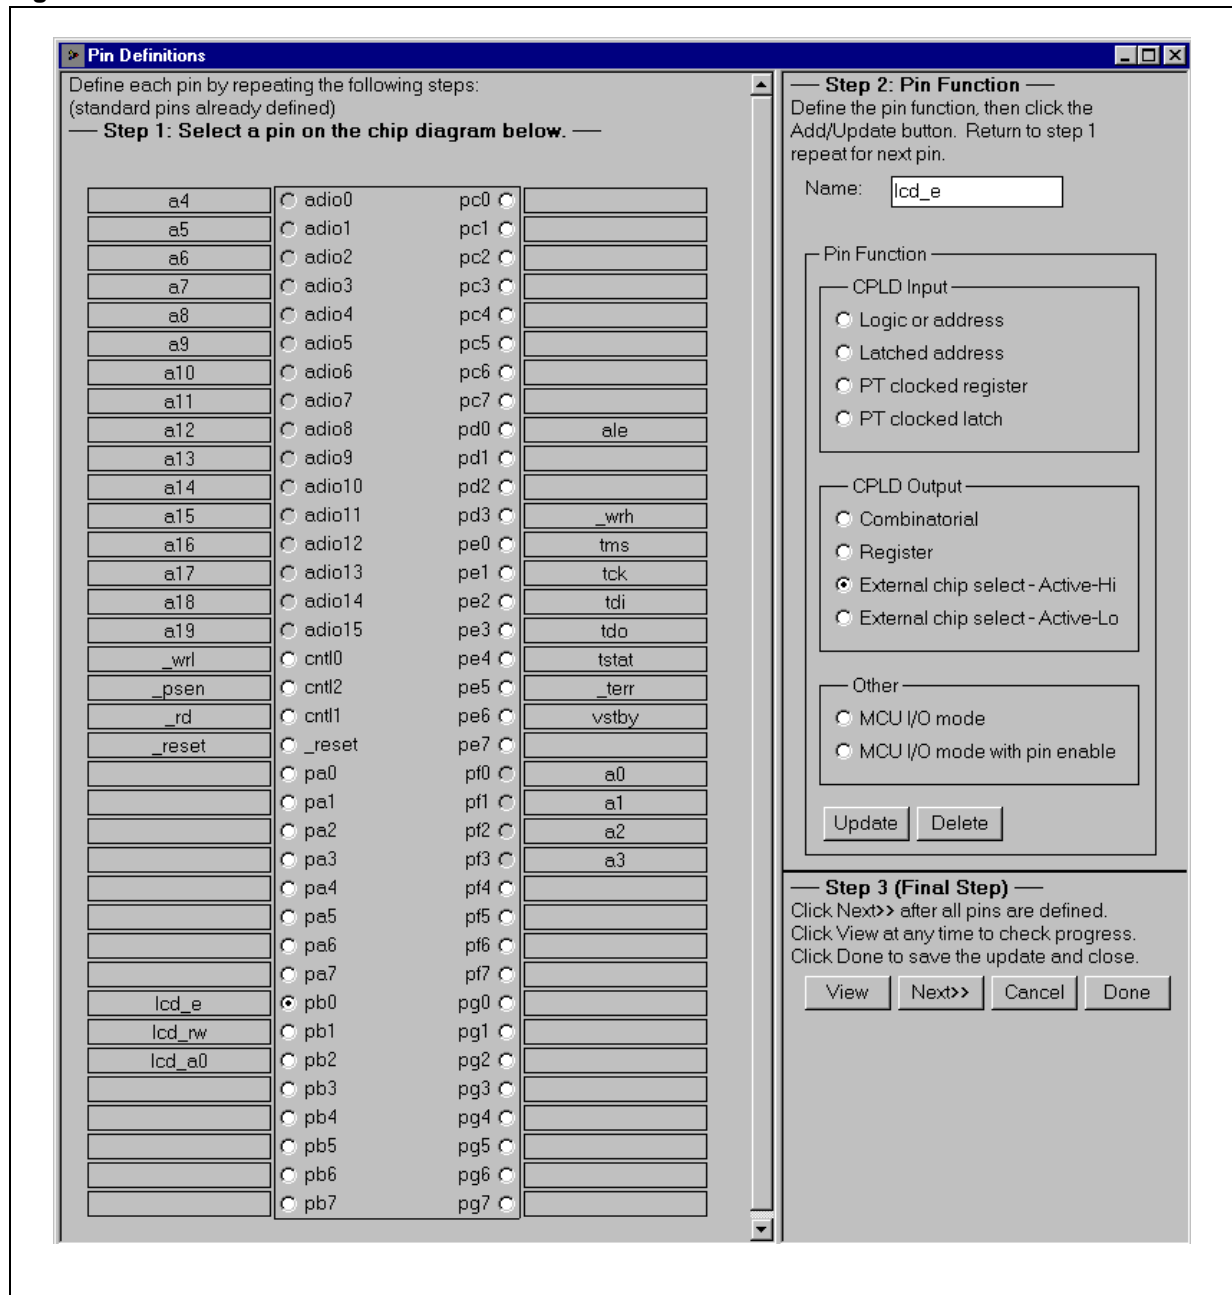 Pin Definitions
Define each pin by repeating the following steps:
(standard pins already defined)
Step 1: Select a pin on the chip diagram below.
a4 adio0 pc0
a5 adio1 pc1
a6 adio2 pc2
a7 adio3 pc3
a8 adio4 pc4
a9 adio5 pc5
a10 adio6 pc6
a11 adio7 pc7
a12 adio8 pd0 ale
a13 adio9 pd1
a14 adio10 pd2
a15 adio11 pd3 _wrh
a16 adio12 pe0 tms
a17 adio13 pe1 tck
a18 adio14 pe2 tdi
a19 adio15 pe3 tdo
_wrl cntl0 pe4 tstat
_psen cntl2 pe5 _terr
_rd cntl1 pe6 vstby
_reset _reset pe7
pa0 pf0 a0
pa1 pf1 a1
pa2 pf2 a2
pa3 pf3 a3
pa4 pf4
pa5 pf5
pa6 pf6
pa7 pf7
lcd_e pb0 pg0
lcd_rw pb1 pg1
lcd_a0 pb2 pg2
pb3 pg3
pb4 pg4
pb5 pg5
pb6 pg6
pb7 pg7
Step 2: Pin Function
Define the pin function, then click the
Add/Update button. Return to step 1
repeat for next pin.
Name: lcd_e
Pin Function
CPLD Input
Logic or address
Latched address
PT clocked register
PT clocked latch
CPLD Output
Combinatorial
Register
External chip select - Active-Hi
External chip select - Active-Lo
Other
MCU I/O mode
MCU I/O mode with pin enable
Update Delete
Step 3 (Final Step)
Click Next>> after all pins are defined.
Click View at any time to check progress.
Click Done to save the update and close.
View Next>> Cancel Done